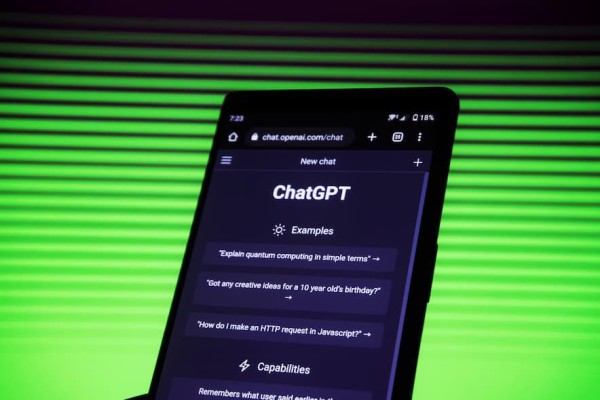 7:23
18%
chat.openai.com/chat
New chat
ChatGPT
Examples
"Explain quantum computing in simple terms" →
"Got any creative ideas for a 10 year old's birthday?"
→
"How do I make an HTTP request in Javascript?" →
Capabilities
Remembers what user said earlier in the